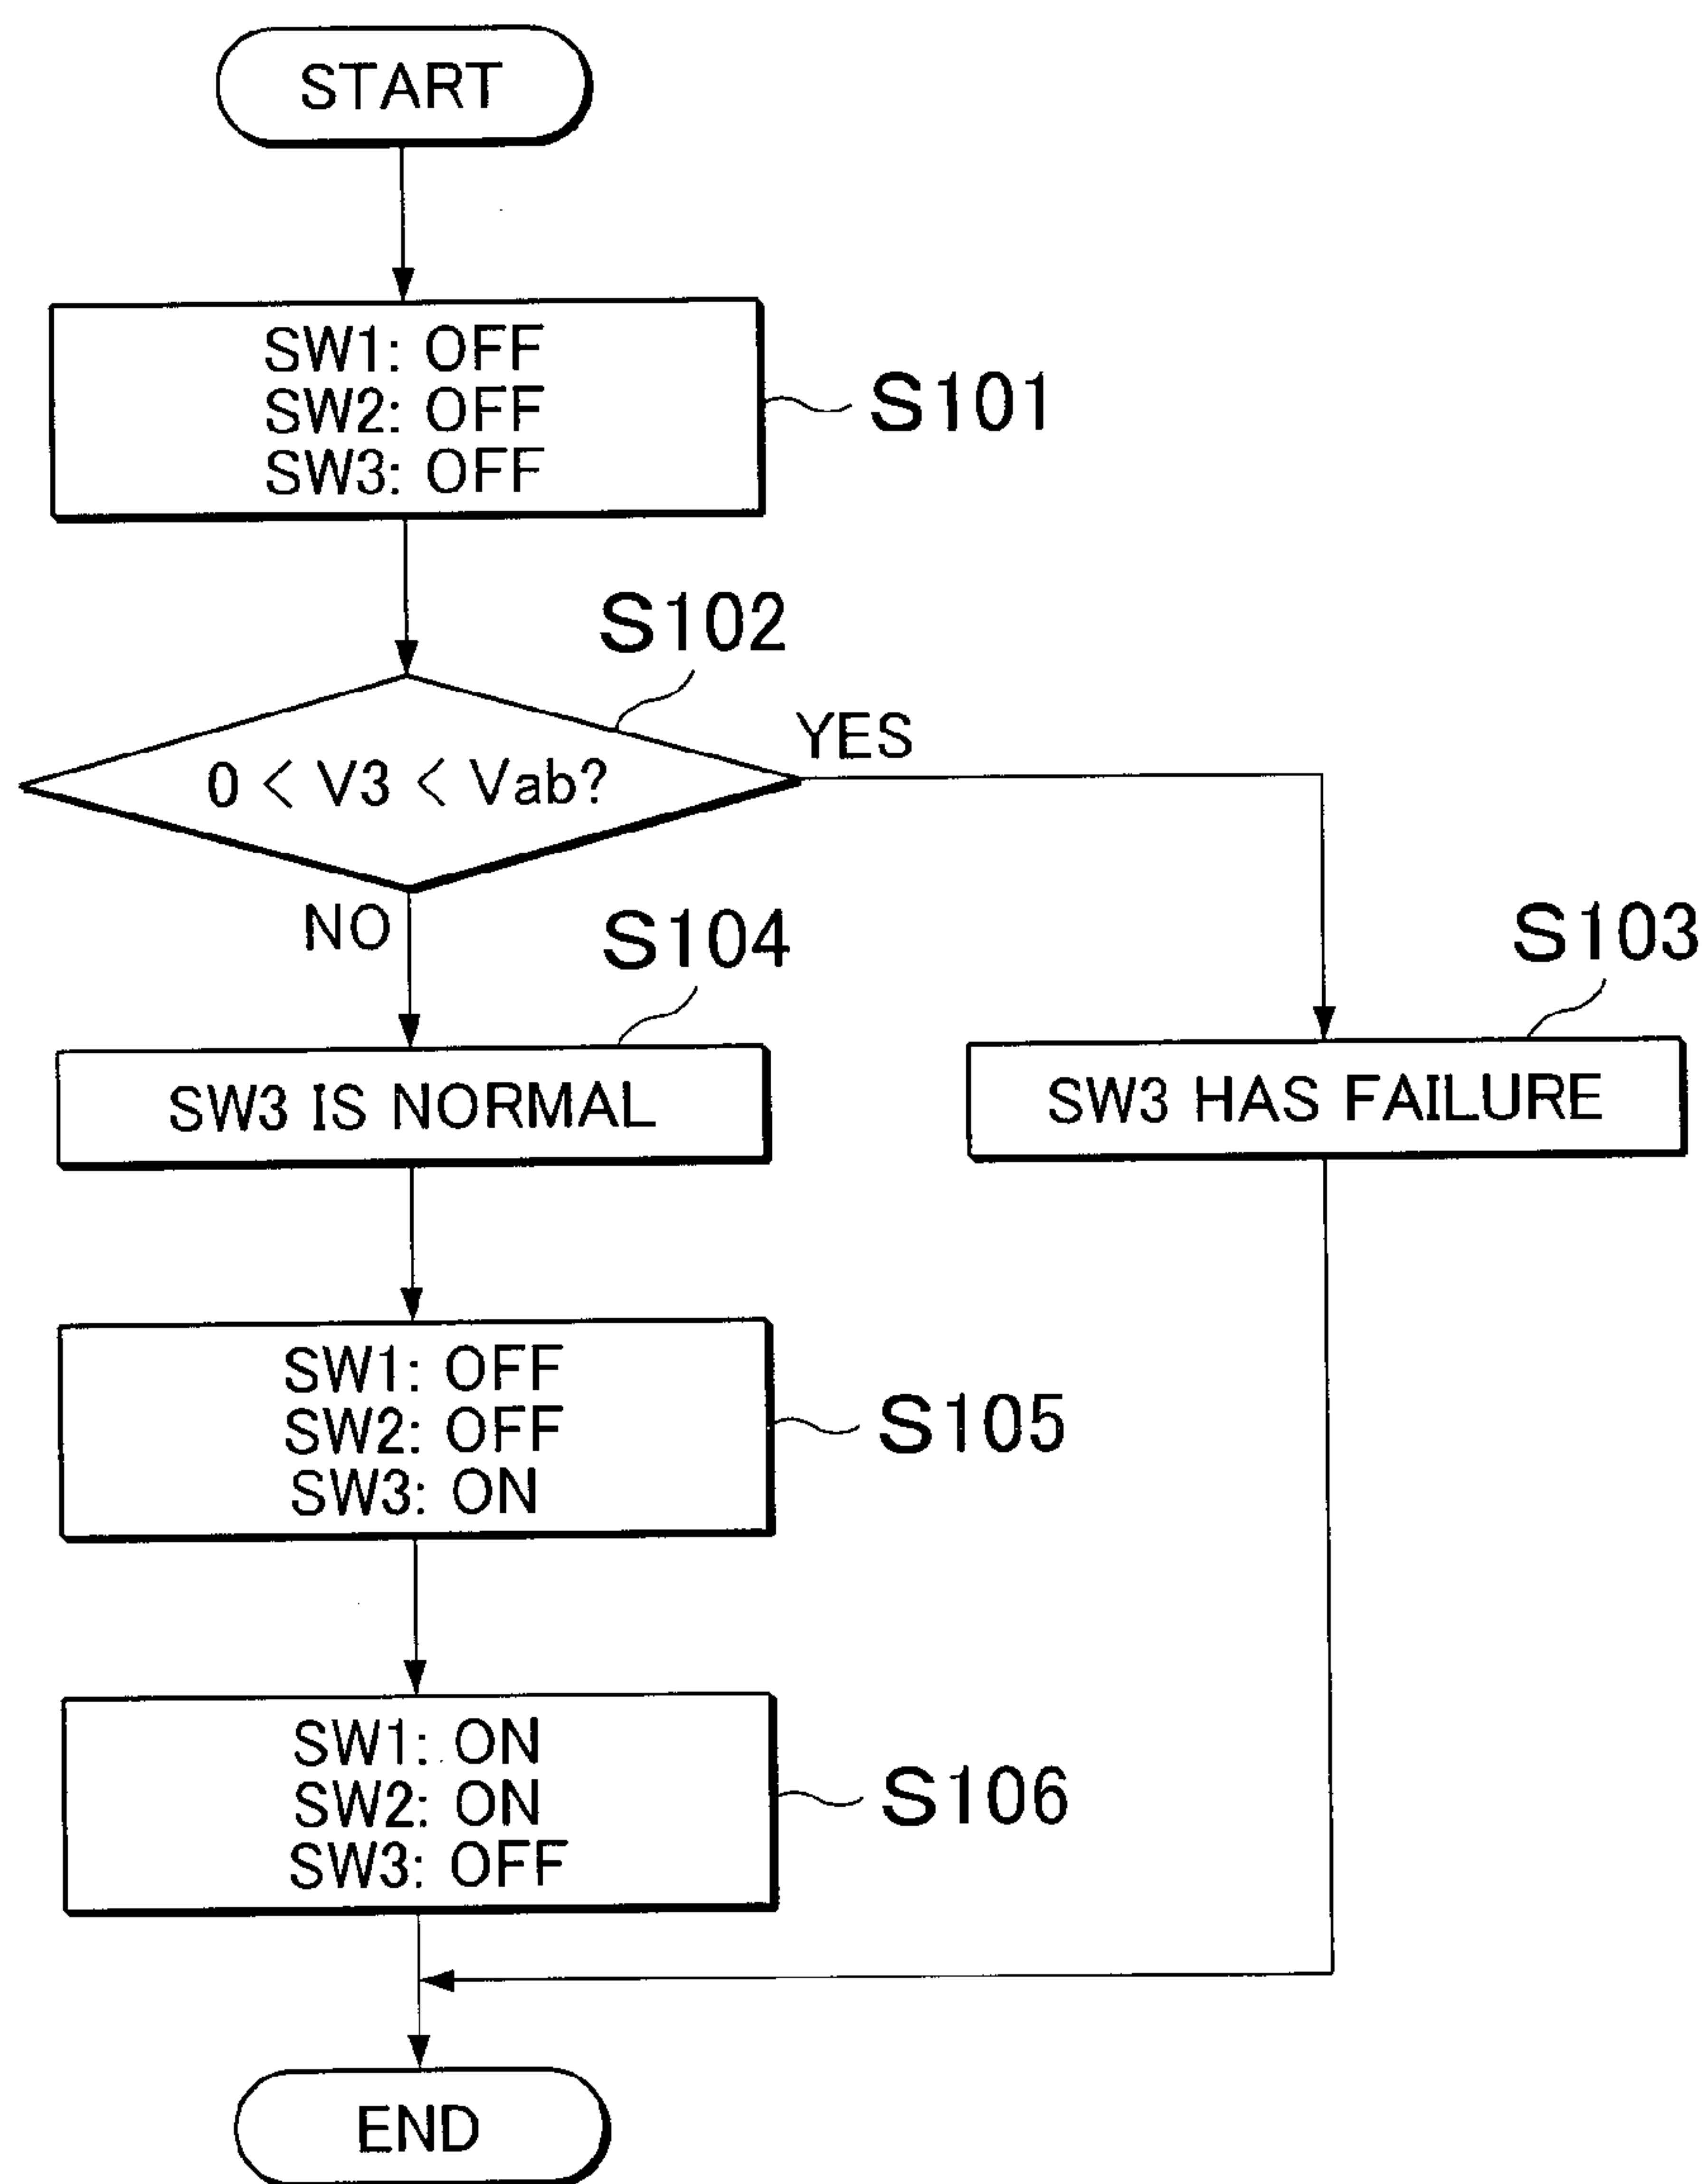 START
SW1: OFF
SW2: OFF
SW3: OFF
S101
S102
0 < V3 < Vab?
YES
NO
S104
S103
SW3 IS NORMAL
SW3 HAS FAILURE
SW1: OFF
SW2: OFF
SW3: ON
S105
SW1: ON
SW2: ON
SW3: OFF
S106
END